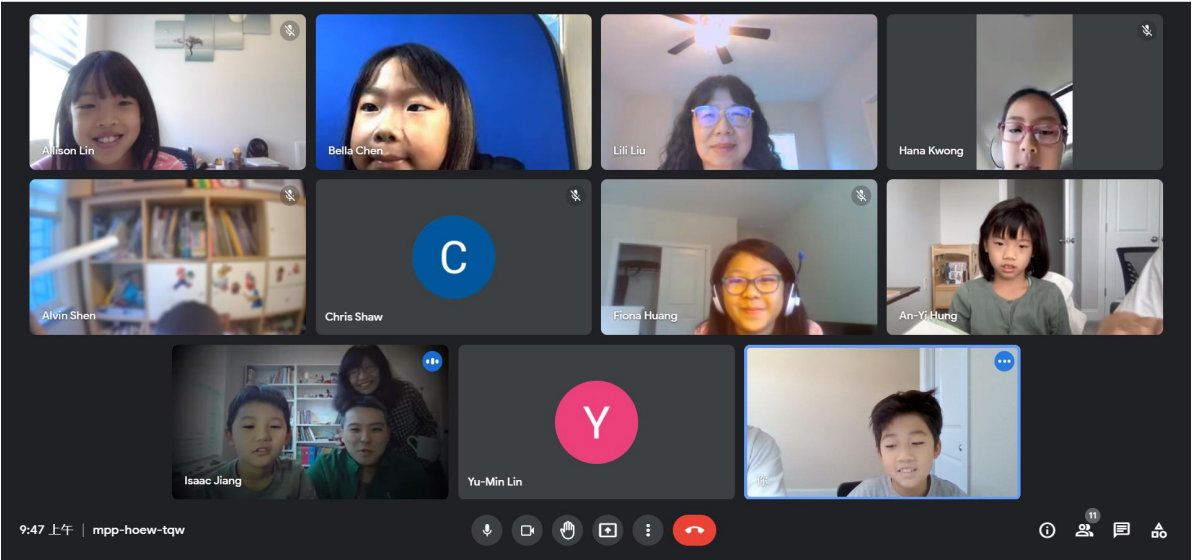 Allison Lin
Bella Chen
Lili Liu
Hana Kwong
Alvin Shen
C
Chris Shaw
Fiona Huang
An-Yi Hung
Isaac Jiang
Y
Yu-Min Lin
你
9:47 上午 | mpp-hoew-tqw
11